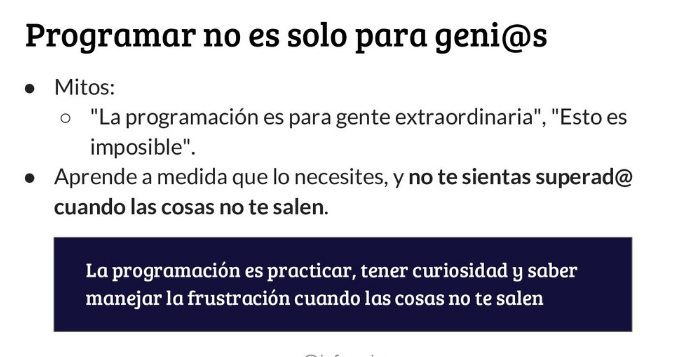 Programar no es solo para geni@s
● Mitos:
○ "La programación es para gente extraordinaria", "Esto es
imposible".
● Aprende a medida que lo necesites, y no te sientas superad@
cuando las cosas no te salen.
La programación es practicar, tener curiosidad y saber
manejar la frustración cuando las cosas no te salen